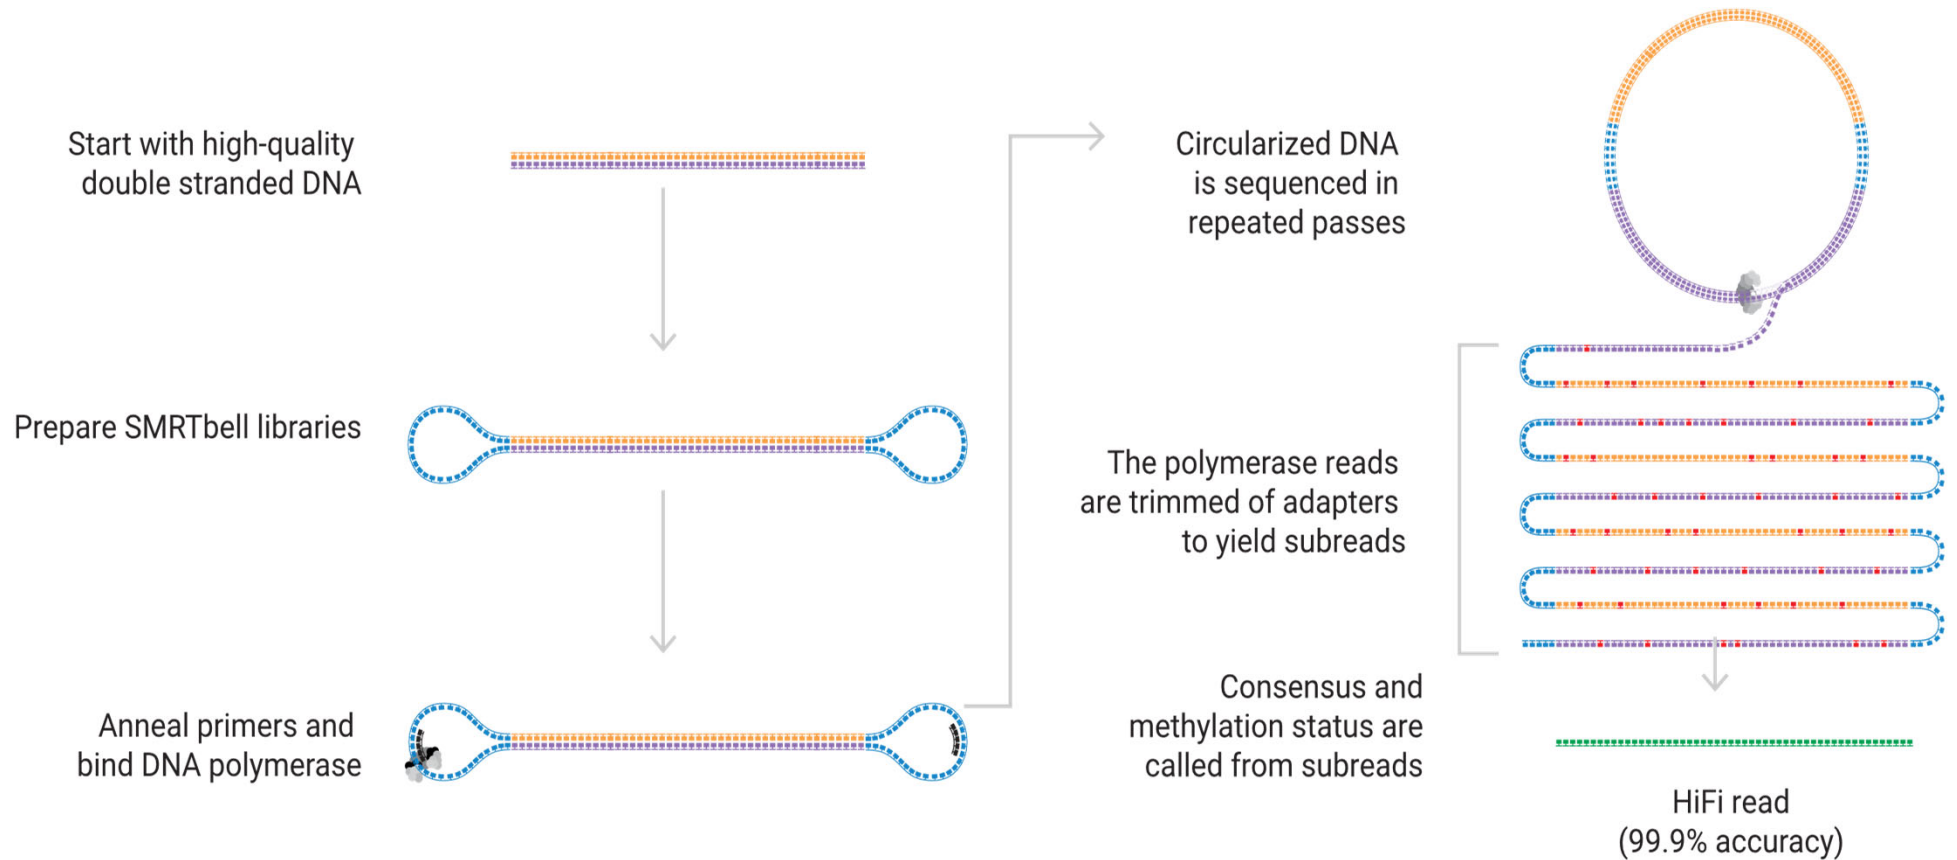 Start with high-quality
double stranded DNA
Prepare SMRTbell libraries
Anneal primers and
bind DNA polymerase
Circularized DNA
is sequenced in
repeated passes
The polymerase reads
are trimmed of adapters
to yield subreads
Consensus and
methylation status are
called from subreads
HiFi read
(99.9% accuracy)